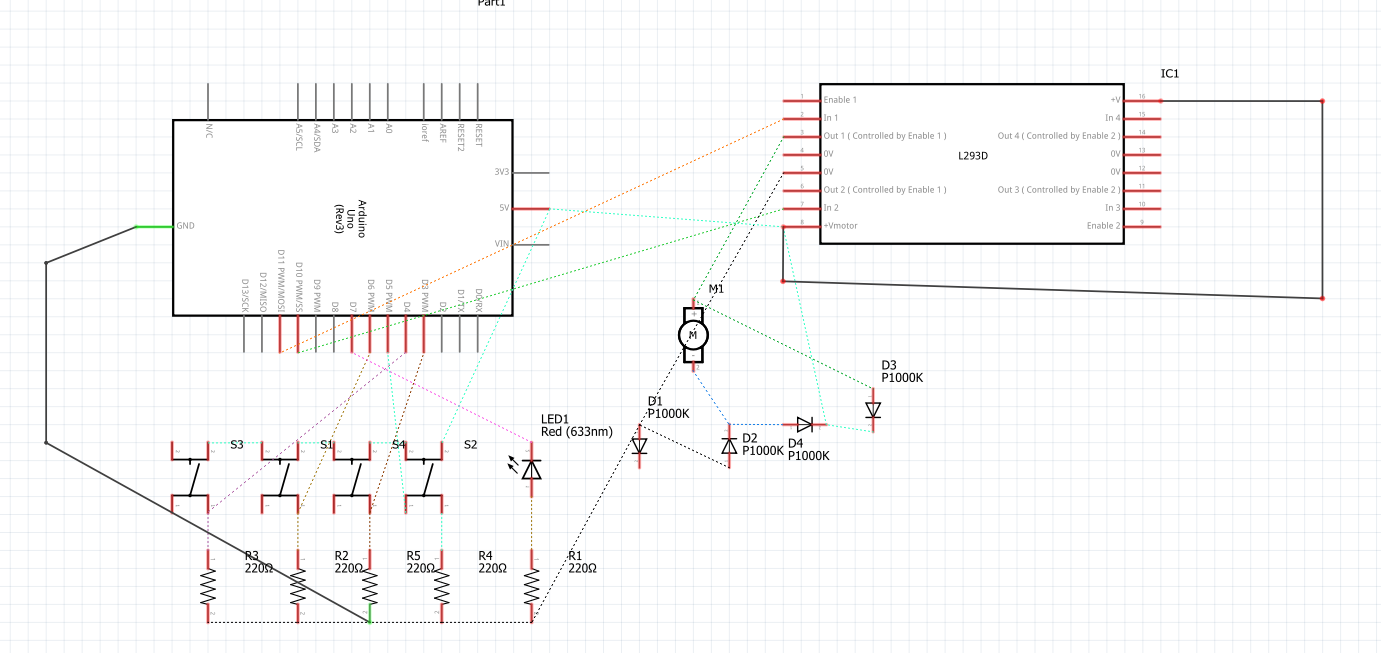 Part1
IC1
N/C
A5/SCL
A4/SDA
A3
A2
A1
A0
ioref
AREF
RESET2
RESET
3V3
5V
VIN
GND
Arduino
Uno
(Rev3)
D13/SCK
D12/MISO
D11 PWM/MOSI
D10 PWM/SS
D9 PWM
D8
D7
D6 PWM
D5 PWM
D4
D3 PWM
D2
D1/TX
D0/RX
1 Enable 1
2 In 1
3 Out 1 ( Controlled by Enable 1 )
4 0V
5 0V
6 Out 2 ( Controlled by Enable 1 )
7 In 2
8 +Vmotor
L293D
+V 16
In 4 15
Out 4 ( Controlled by Enable 2 ) 14
0V 13
0V 12
Out 3 ( Controlled by Enable 2 ) 11
In 3 10
Enable 2 9
M1
M
D3
P1000K
D1
P1000K
D2
P1000K
D4
P1000K
LED1
Red (633nm)
S3
S1
S4
S2
R3
220Ω
R2
220Ω
R5
220Ω
R4
220Ω
R1
220Ω